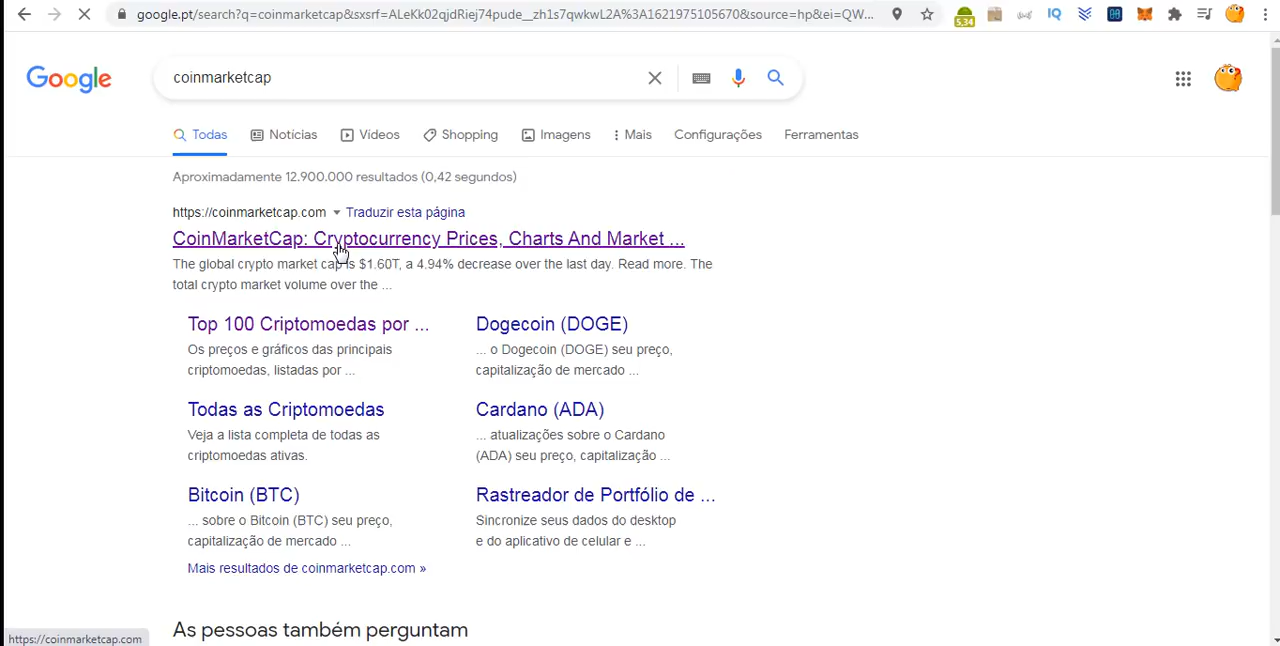 google.pt/search?q=coinmarketcap&sxsrf=ALeKk02qjdRiej74pude__zh1s7qwkwL2A%3A1621975105670&source=hp&ei=QW...
5,34
IQ
Google
coinmarketcap
Todas Notícias Vídeos Shopping Imagens Mais Configurações Ferramentas
Aproximadamente 12.900.000 resultados (0,42 segundos)
https://coinmarketcap.com Traduzir esta página
CoinMarketCap: Cryptocurrency Prices, Charts And Market ...
The global crypto market cap is $1.60T, a 4.94% decrease over the last day. Read more. The
total crypto market volume over the ...
Top 100 Criptomoedas por ...
Os preços e gráficos das principais
criptomoedas, listadas por ...
Dogecoin (DOGE)
... o Dogecoin (DOGE) seu preço,
capitalização de mercado ...
Todas as Criptomoedas
Veja a lista completa de todas as
criptomoedas ativas.
Cardano (ADA)
... atualizações sobre o Cardano
(ADA) seu preço, capitalização ...
Bitcoin (BTC)
... sobre o Bitcoin (BTC) seu preço,
capitalização de mercado ...
Rastreador de Portfólio de ...
Sincronize seus dados do desktop
e do aplicativo de celular e ...
Mais resultados de coinmarketcap.com »
As pessoas também perguntam
https://coinmarketcap.com